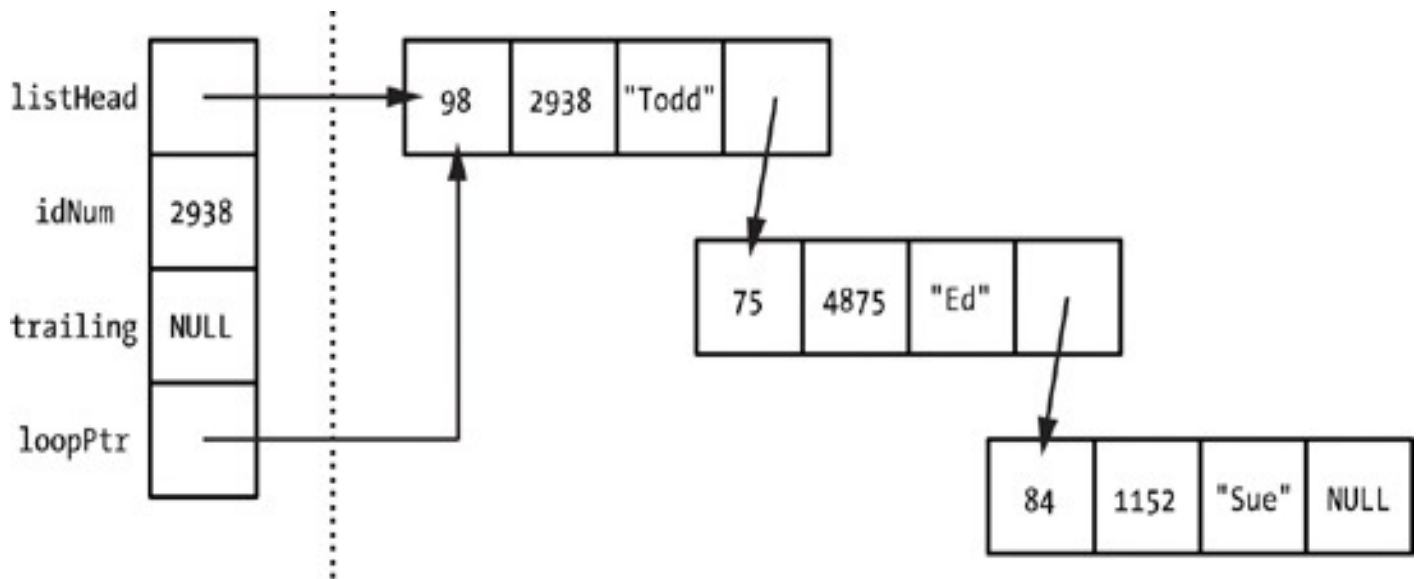 listHead
98 2938 "Todd"
idNum 2938
75 4875 "Ed"
trailing NULL
loopPtr
84 1152 "Sue" NULL